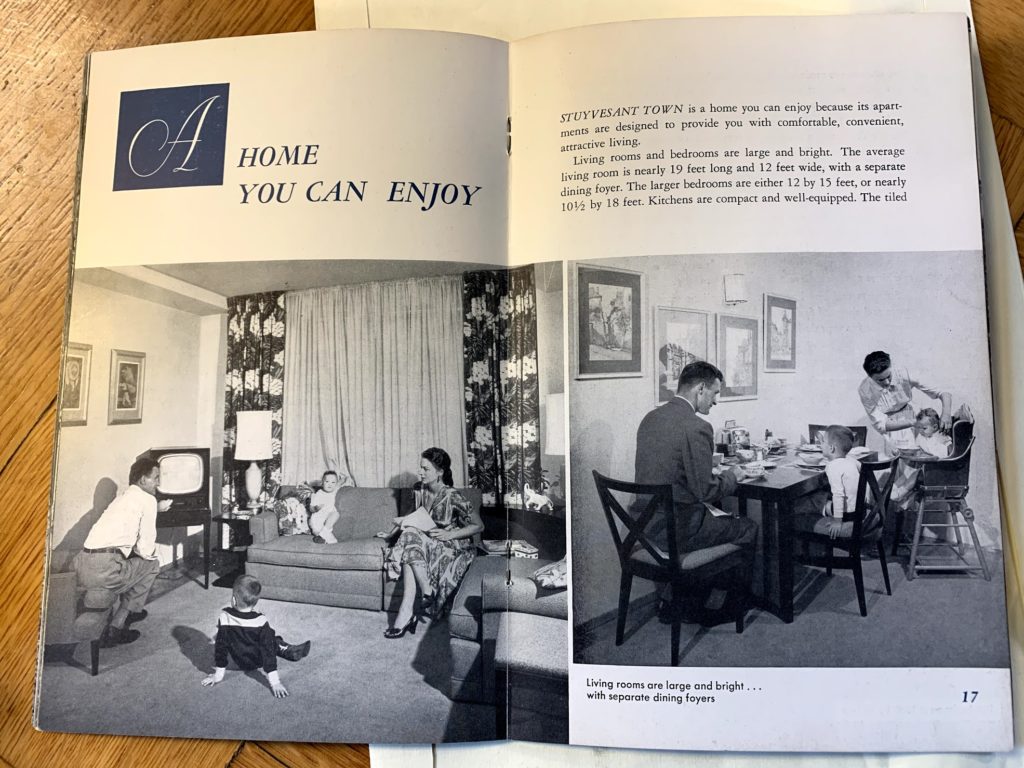 A HOME
YOU CAN ENJOY
STUYVESANT TOWN is a home you can enjoy because its apart-
ments are designed to provide you with comfortable, convenient,
attractive living.
Living rooms and bedrooms are large and bright. The average
living room is nearly 19 feet long and 12 feet wide, with a separate
dining foyer. The larger bedrooms are either 12 by 15 feet, or nearly
10½ by 18 feet. Kitchens are compact and well-equipped. The tiled
Living rooms are large and bright . . .
with separate dining foyers
17